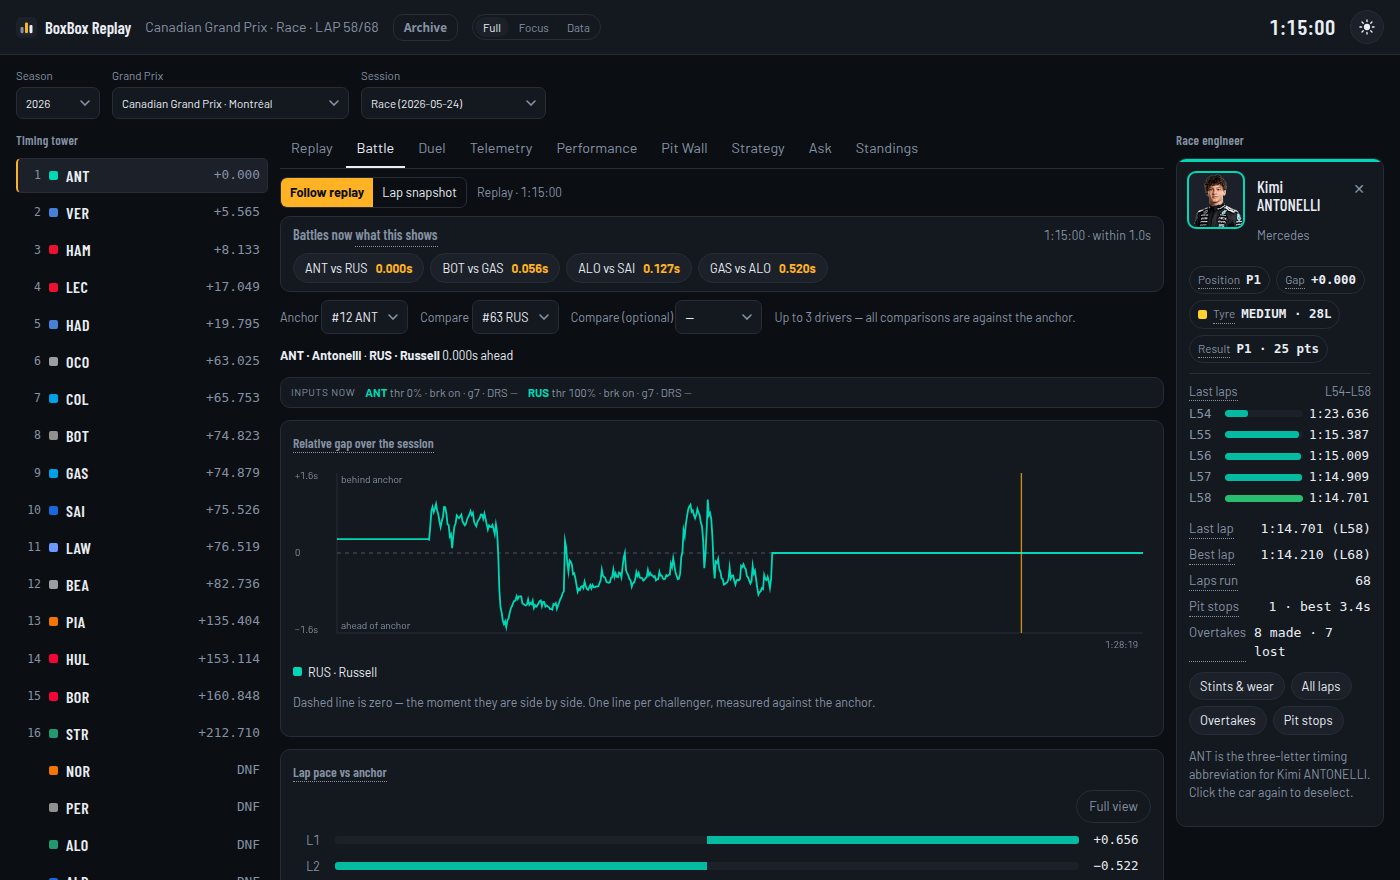 BoxBox Replay Canadian Grand Prix · Race · LAP 58/68 Archive Full Focus Data 1:15:00
Season Grand Prix Session
2026 Canadian Grand Prix · Montréal Race (2026-05-24)
Timing tower
1 ANT +0.000
2 VER +5.565
3 HAM +8.133
4 LEC +17.049
5 HAD +19.795
6 OCO +63.025
7 COL +65.753
8 BOT +74.823
9 GAS +74.879
10 SAI +75.526
11 LAW +76.519
12 BEA +82.736
13 PIA +135.404
14 HUL +153.114
15 BOR +160.848
16 STR +212.710
NOR DNF
PER DNF
ALO DNF
Replay Battle Duel Telemetry Performance Pit Wall Strategy Ask Standings
Follow replay Lap snapshot Replay · 1:15:00
Battles now what this shows 1:15:00 · within 1.0s
ANT vs RUS 0.000s BOT vs GAS 0.056s ALO vs SAI 0.127s GAS vs ALO 0.520s
Anchor #12 ANT Compare #63 RUS Compare (optional) — Up to 3 drivers — all comparisons are against the anchor.
ANT · Antonelli · RUS · Russell 0.000s ahead
INPUTS NOW ANT thr 0% · brk on · g7 · DRS — RUS thr 100% · brk on · g7 · DRS —
Relative gap over the session
+1.6s behind anchor
0
−1.6s ahead of anchor
1:28:19
RUS · Russell
Dashed line is zero — the moment they are side by side. One line per challenger, measured against the anchor.
Lap pace vs anchor
Full view
L1 +0.656
L2 −0.522
Race engineer
Kimi
ANTONELLI
Mercedes
Position P1 Gap +0.000
Tyre MEDIUM · 28L
Result P1 · 25 pts
Last laps L54–L58
L54 1:23.636
L55 1:15.387
L56 1:15.009
L57 1:14.909
L58 1:14.701
Last lap 1:14.701 (L58)
Best lap 1:14.210 (L68)
Laps run 68
Pit stops 1 · best 3.4s
Overtakes 8 made · 7
lost
Stints & wear All laps
Overtakes Pit stops
ANT is the three-letter timing
abbreviation for Kimi ANTONELLI.
Click the car again to deselect.